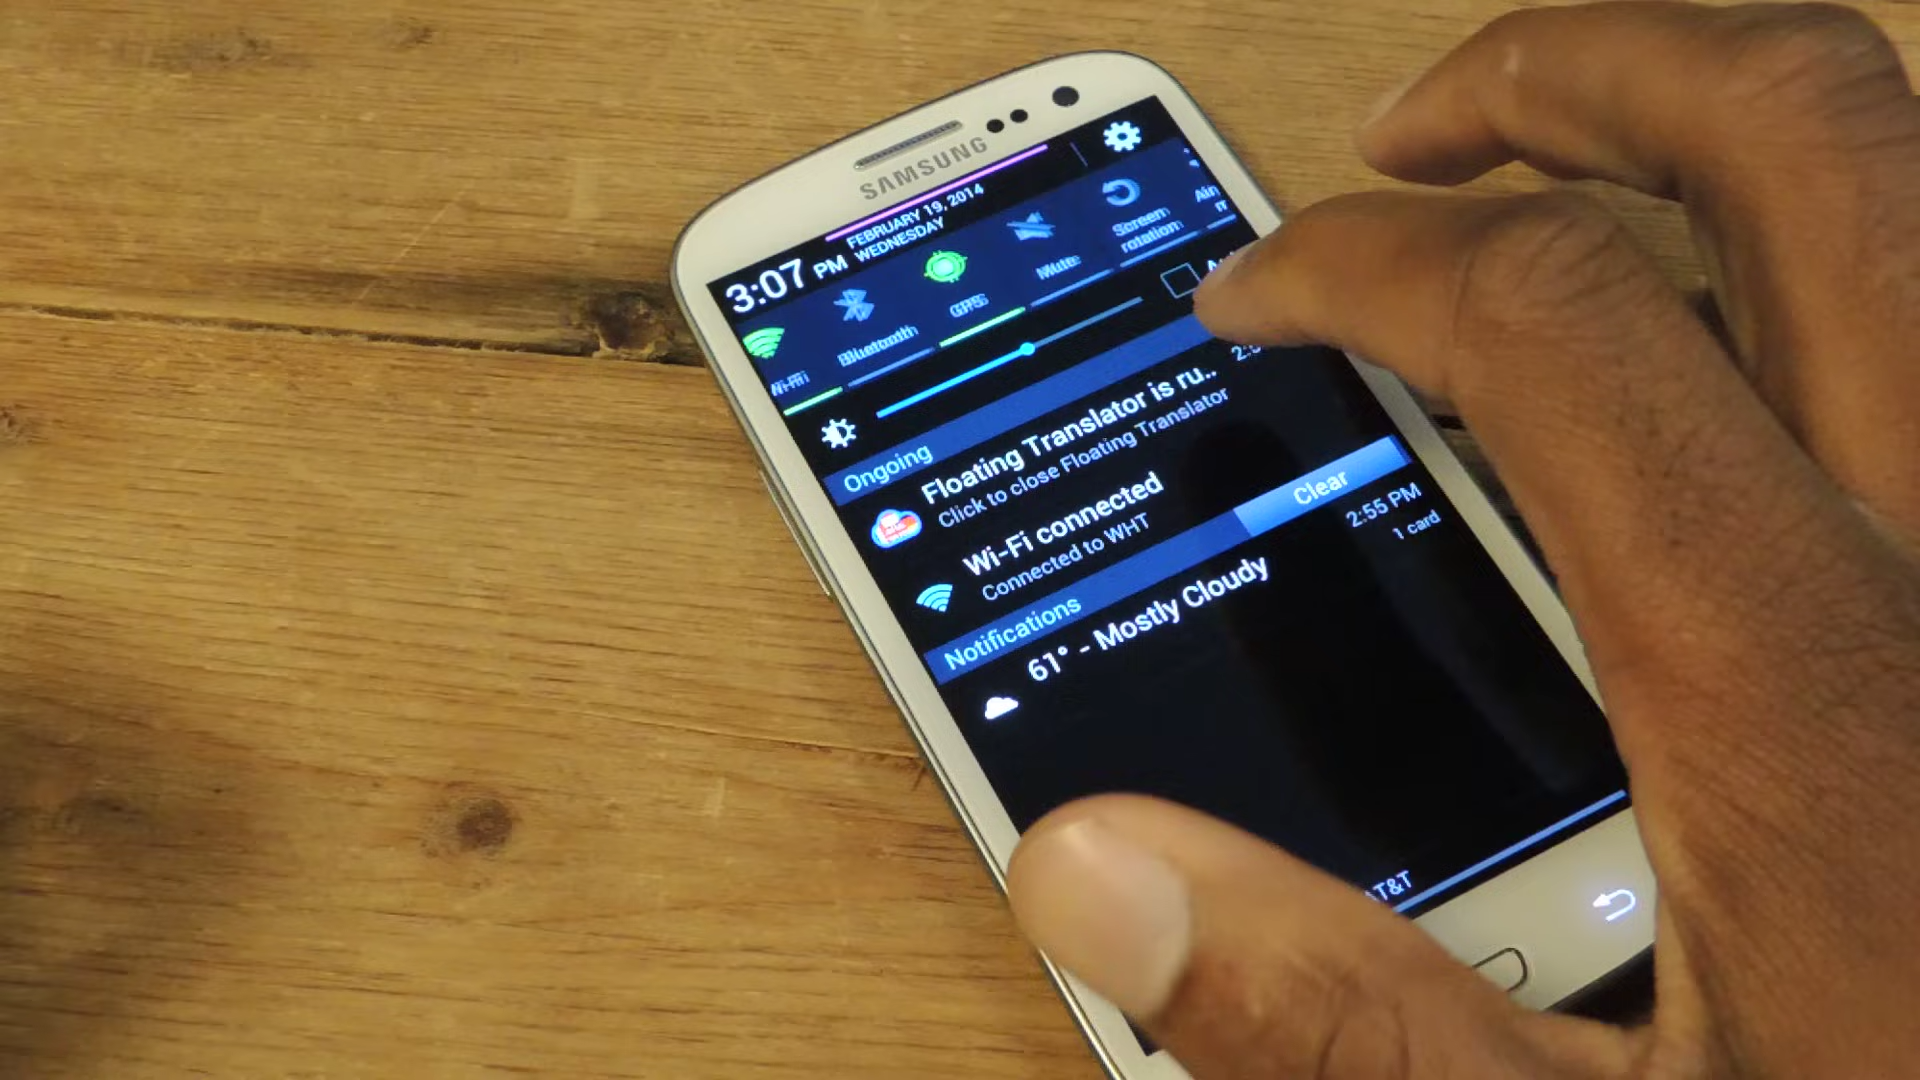 SAMSUNG
3:07 PM
FEBRUARY 19, 2014
WEDNESDAY
Wi-Fi
Bluetooth
GPS
Mute
Screen
rotation
Ongoing
Floating Translator is ru..
Click to close Floating Translator
Wi-Fi connected
Connected to WHT
Notifications
Clear
61° - Mostly Cloudy
2:55 PM
1 card
T&T